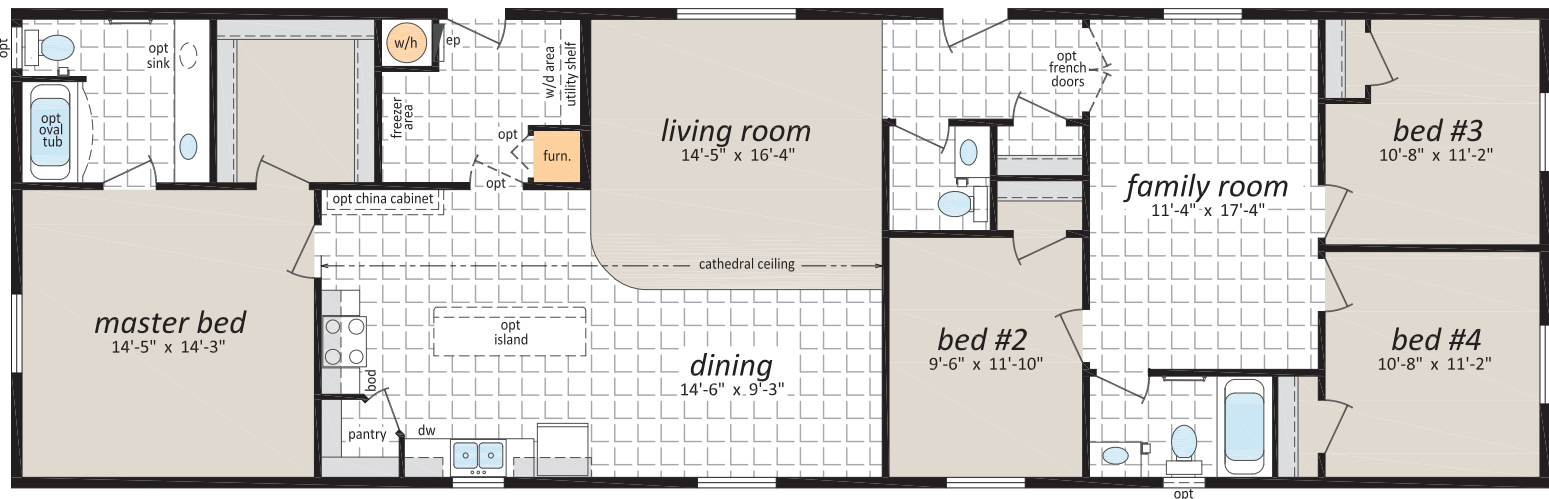 opt
opt
sink
opt
oval
tub
w/h
ep
freezer
area
w/d area
utility shelf
opt
furn.
opt
opt china cabinet
living room
14'-5" x 16'-4"
cathedral ceiling
opt
french
doors
family room
11'-4" x 17'-4"
bed #3
10'-8" x 11'-2"
master bed
14'-5" x 14'-3"
opt
island
bod
pantry
dw
dining
14'-6" x 9'-3"
bed #2
9'-6" x 11'-10"
bed #4
10'-8" x 11'-2"
opt